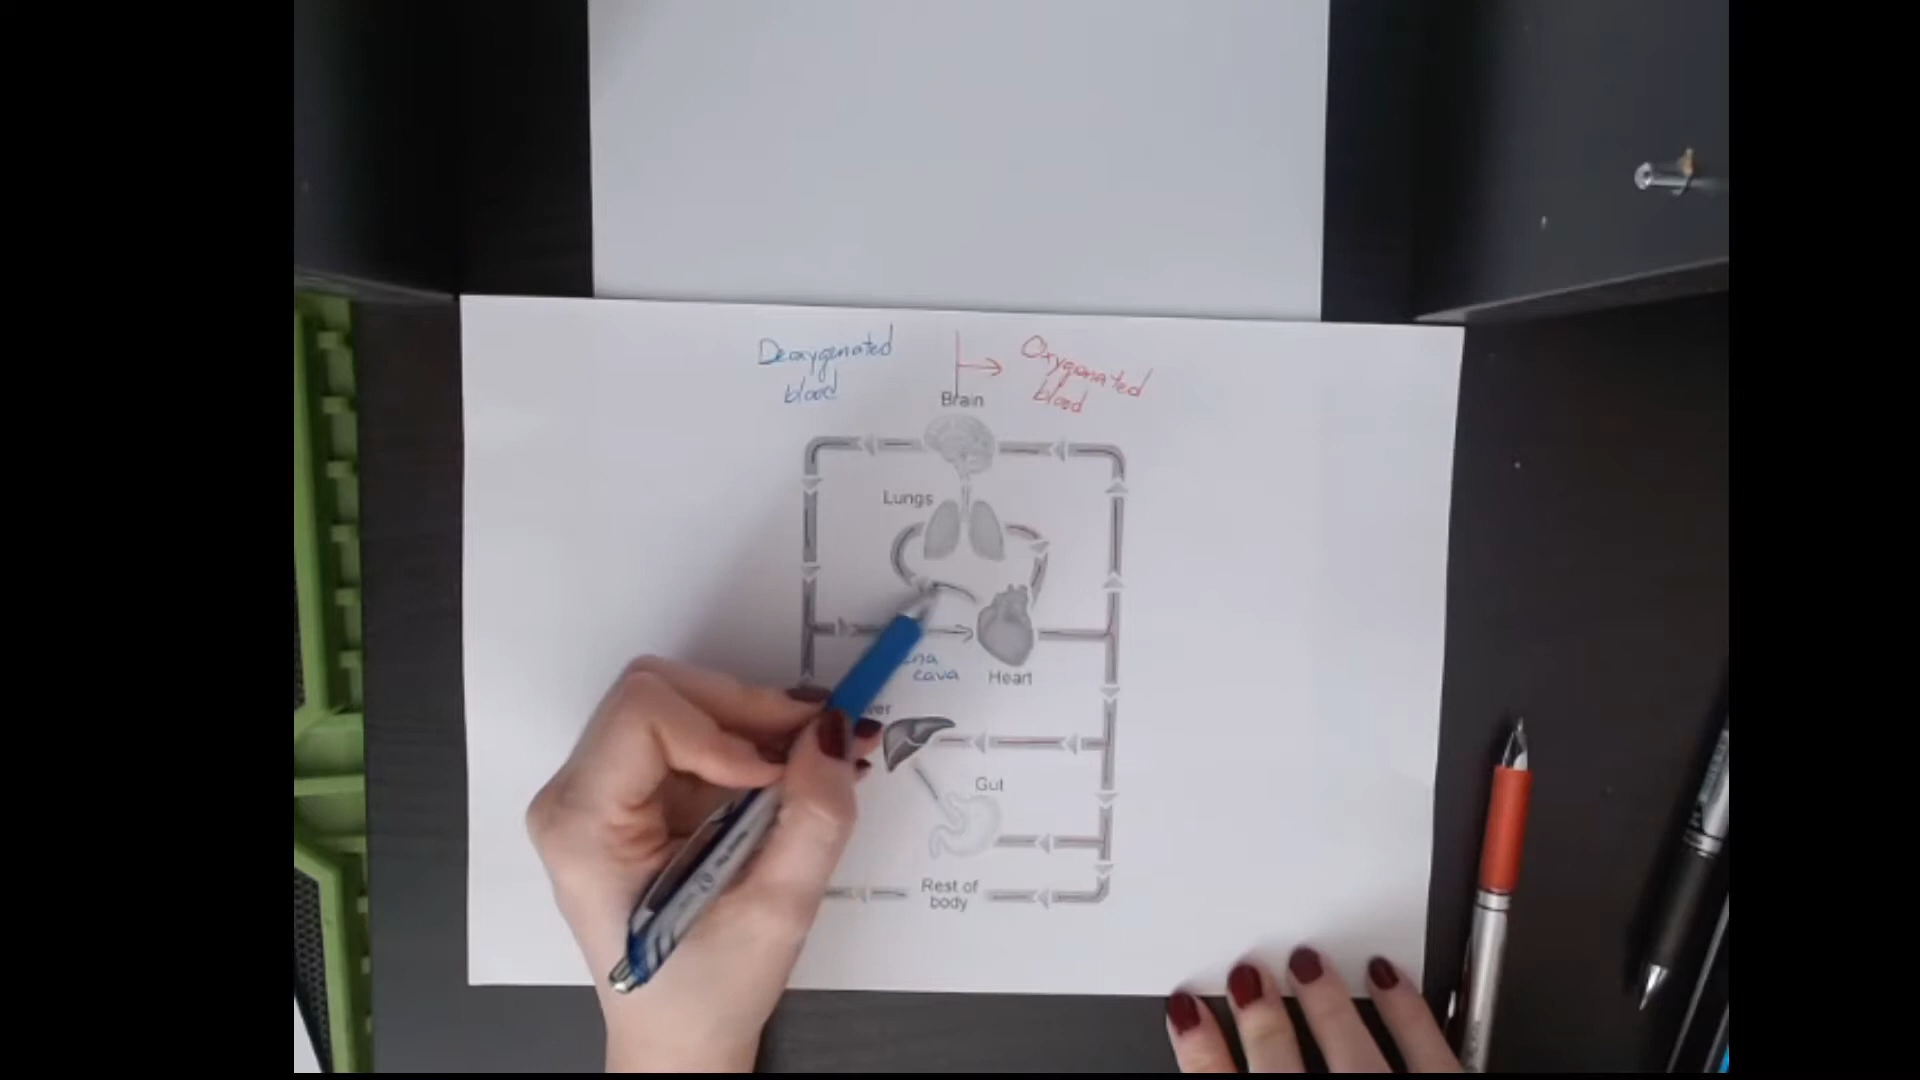 Deoxygenated
blood
Oxygenated
blood
Brain
Lungs
cava
Heart
Gut
Rest of
body